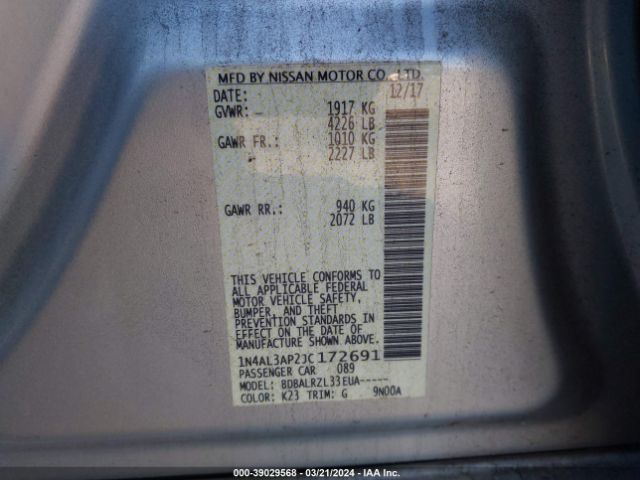 MFD BY NISSAN MOTOR CO., LTD.
DATE: 12/17
GVWR: 1917 KG
4226 LB
GAWR FR.: 1010 KG
2227 LB
GAWR RR.: 940 KG
2072 LB
THIS VEHICLE CONFORMS TO
ALL APPLICABLE FEDERAL
MOTOR VEHICLE SAFETY,
BUMPER, AND THEFT
PREVENTION STANDARDS IN
EFFECT ON THE DATE OF
MANUFACTURE SHOWN ABOVE.
1N4AL3AP2JC172691
PASSENGER CAR 089
MODEL: BDBALRZL33EUA-----
COLOR: K23 TRIM: G 9N00A
000-39029568 - 03/21/2024 - IAA Inc.